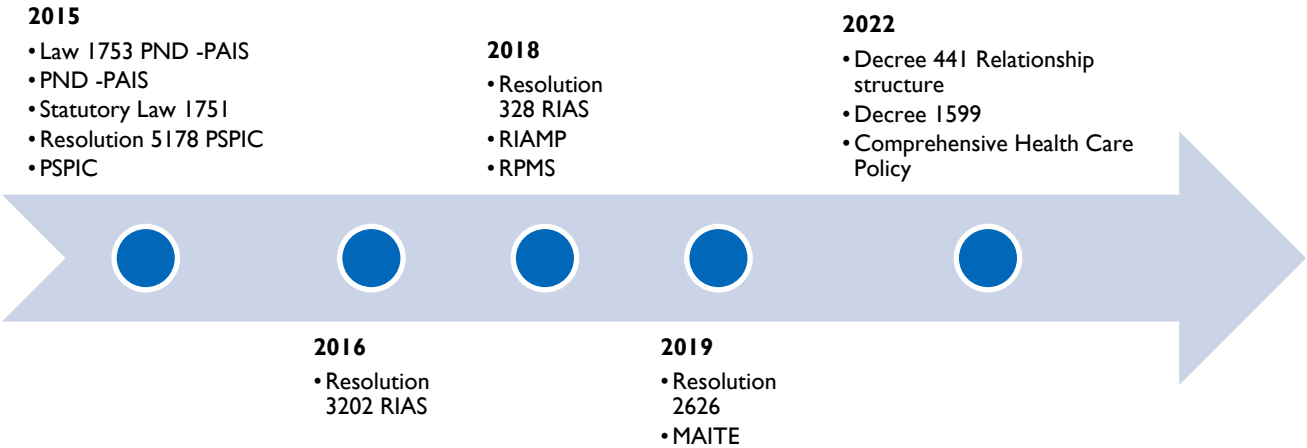 2015
• Law 1753 PND -PAIS
• PND -PAIS
• Statutory Law 1751
• Resolution 5178 PSPIC
• PSPIC
2016
• Resolution
3202 RIAS
2018
• Resolution
328 RIAS
• RIAMP
• RPMS
2019
• Resolution
2626
• MAITE
2022
• Decree 441 Relationship
structure
• Decree 1599
• Comprehensive Health Care
Policy